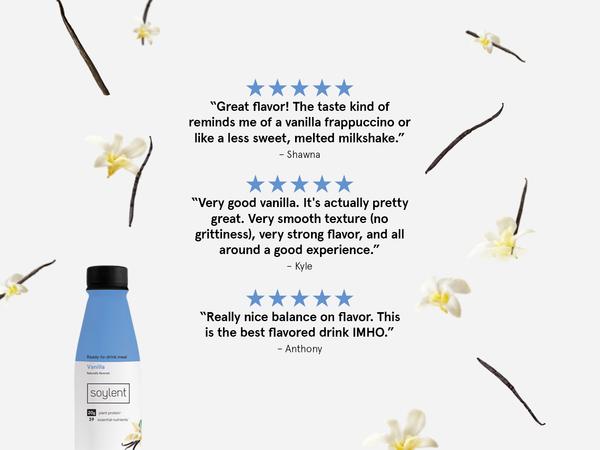 “Great flavor! The taste kind of
reminds me of a vanilla frappuccino or
like a less sweet, melted milkshake.”
– Shawna
“Very good vanilla. It's actually pretty
great. Very smooth texture (no
grittiness), very strong flavor, and all
around a good experience.”
– Kyle
“Really nice balance on flavor. This
is the best flavored drink IMHO.”
– Anthony
Ready-to-drink meal
Vanilla
Naturally flavored
soylent
20g plant protein
39 essential nutrients